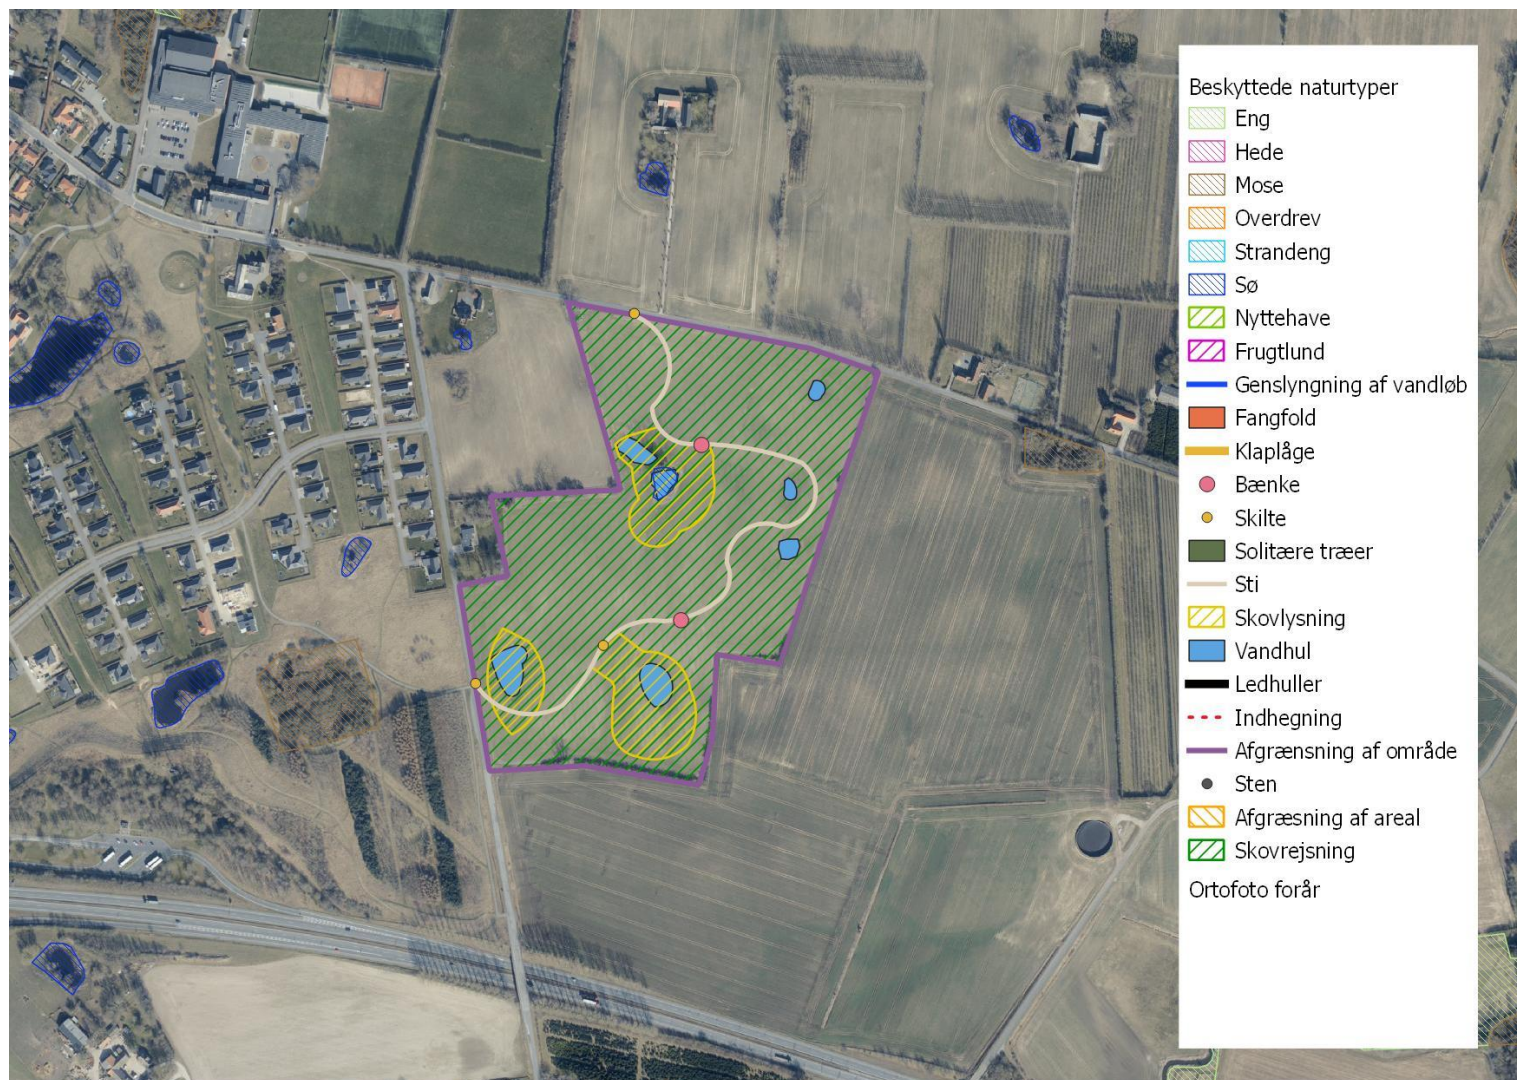 Beskyttede naturtyper
Eng
Hede
Mose
Overdrev
Strandeng
Sø
Nyttehave
Frugtlund
Genslyngning af vandløb
Fangfold
Klaplåge
Bænke
Skilte
Solitære træer
Sti
Skovlysning
Vandhul
Ledhuller
Indhegning
Afgrænsning af område
Sten
Afgræsning af areal
Skovrejsning
Ortofoto forår